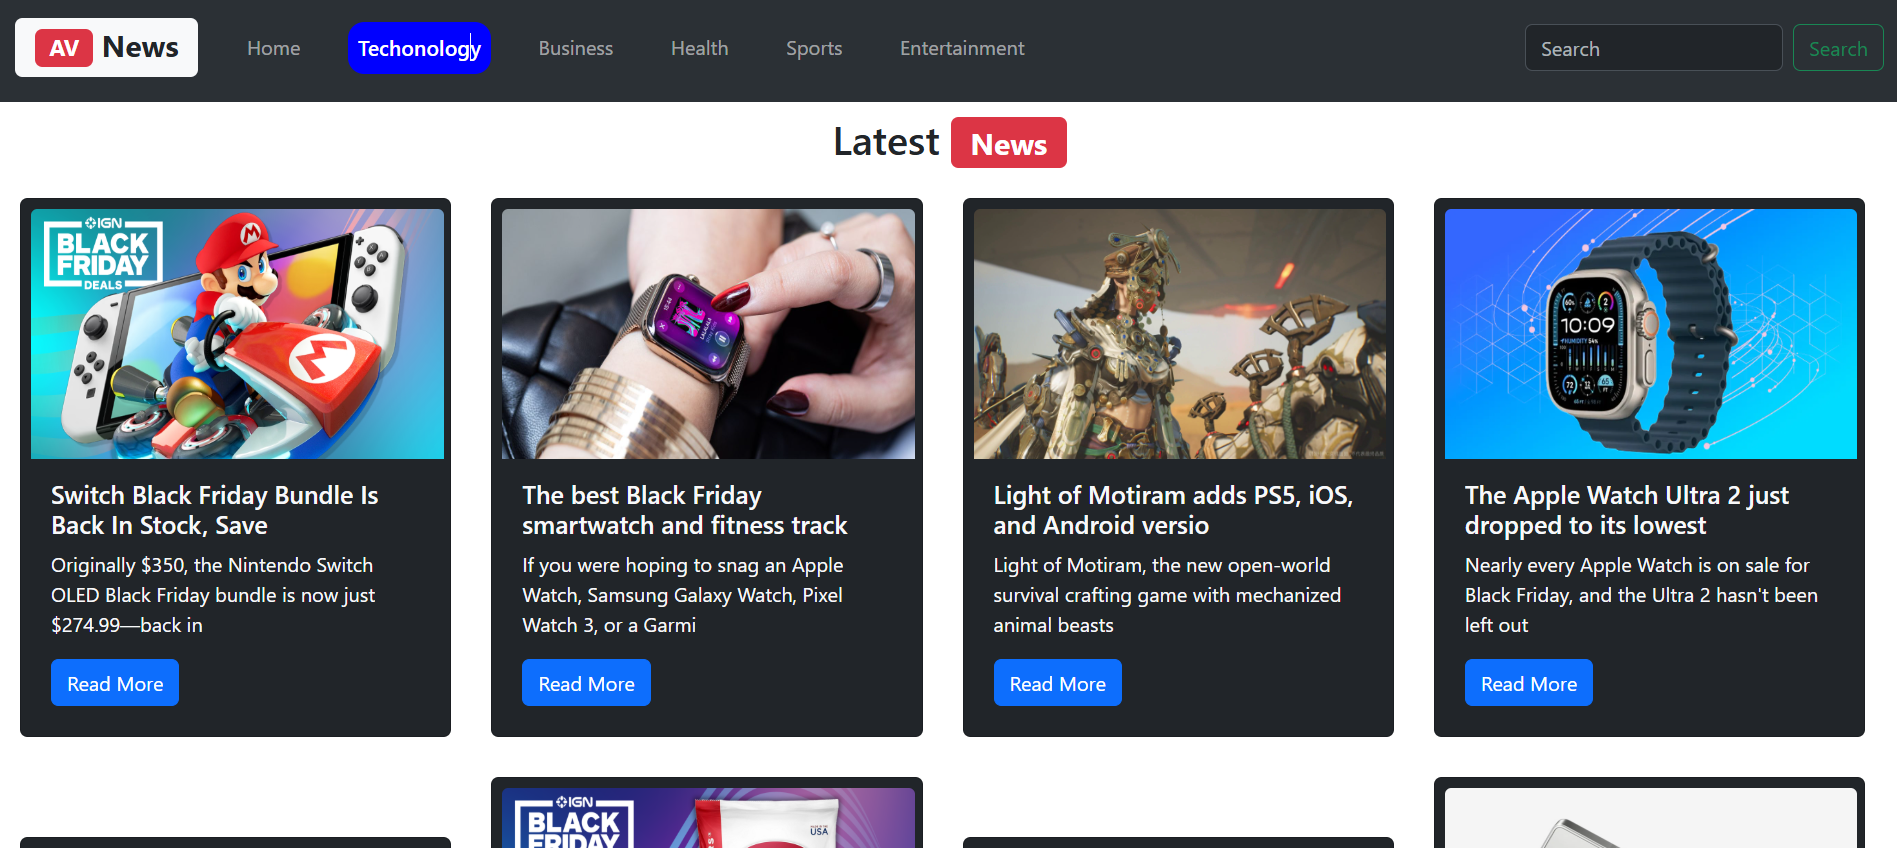 AV News
Home
Techonology
Business
Health
Sports
Entertainment
Search
Search
Latest News
IGN
BLACK
FRIDAY
DEALS
Switch Black Friday Bundle Is
Back In Stock, Save
Originally $350, the Nintendo Switch
OLED Black Friday bundle is now just
$274.99—back in
Read More
The best Black Friday
smartwatch and fitness track
If you were hoping to snag an Apple
Watch, Samsung Galaxy Watch, Pixel
Watch 3, or a Garmi
Read More
Light of Motiram adds PS5, iOS,
and Android versio
Light of Motiram, the new open-world
survival crafting game with mechanized
animal beasts
Read More
10:09
HUMIDITY 54%
The Apple Watch Ultra 2 just
dropped to its lowest
Nearly every Apple Watch is on sale for
Black Friday, and the Ultra 2 hasn't been
left out
Read More
IGN
BLACK
FRIDAY
USA